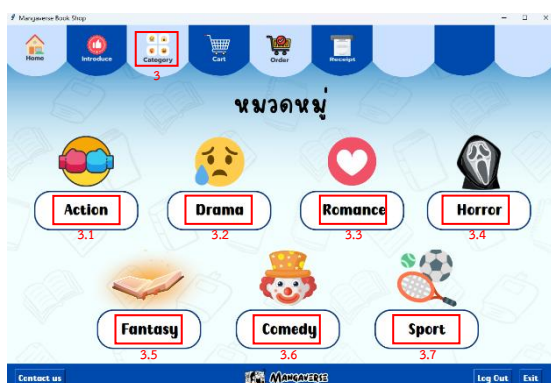 Mangaverse Book Shop
Home Introduce Category Cart Order Receipt
3
หมวดหมู่
Action Drama Romance Horror
3.1 3.2 3.3 3.4
Fantasy Comedy Sport
3.5 3.6 3.7
Contact us MANGAVERSE Log Out Exit